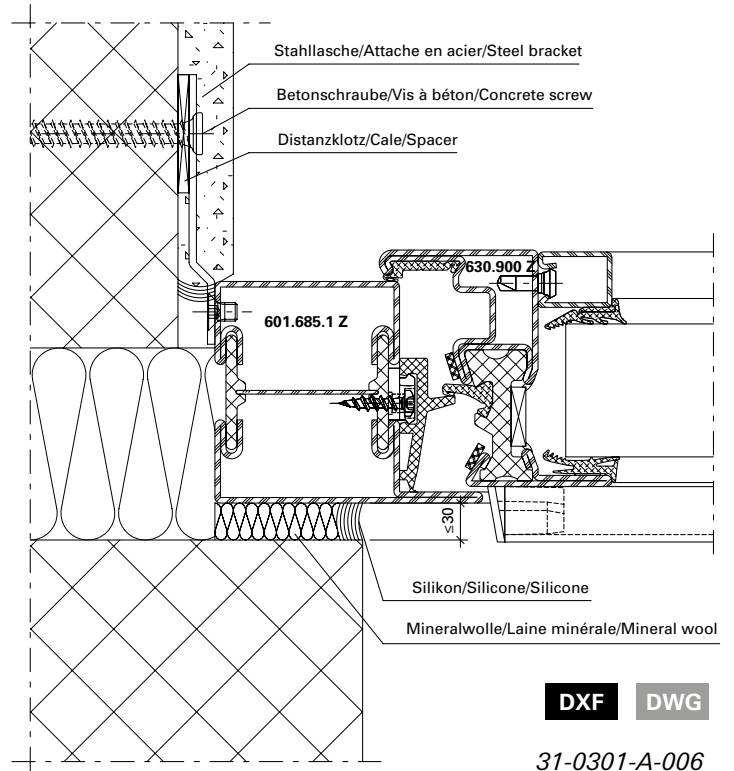 Stahllasche/Attache en acier/Steel bracket
Betonschraube/Vis à béton/Concrete screw
Distanzklotz/Cale/Spacer
630.900 Z
601.685.1 Z
≤30
Silikon/Silicone/Silicone
Mineralwolle/Laine minérale/Mineral wool
DXF DWG
31-0301-A-006